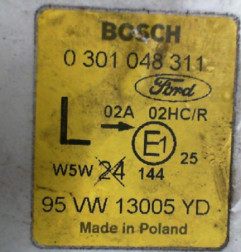 BOSCH
0 301 048 311
Ford
02A 02HC/R
L → E1
25
W5W 24 144
95 VW 13005 YD
Made in Poland